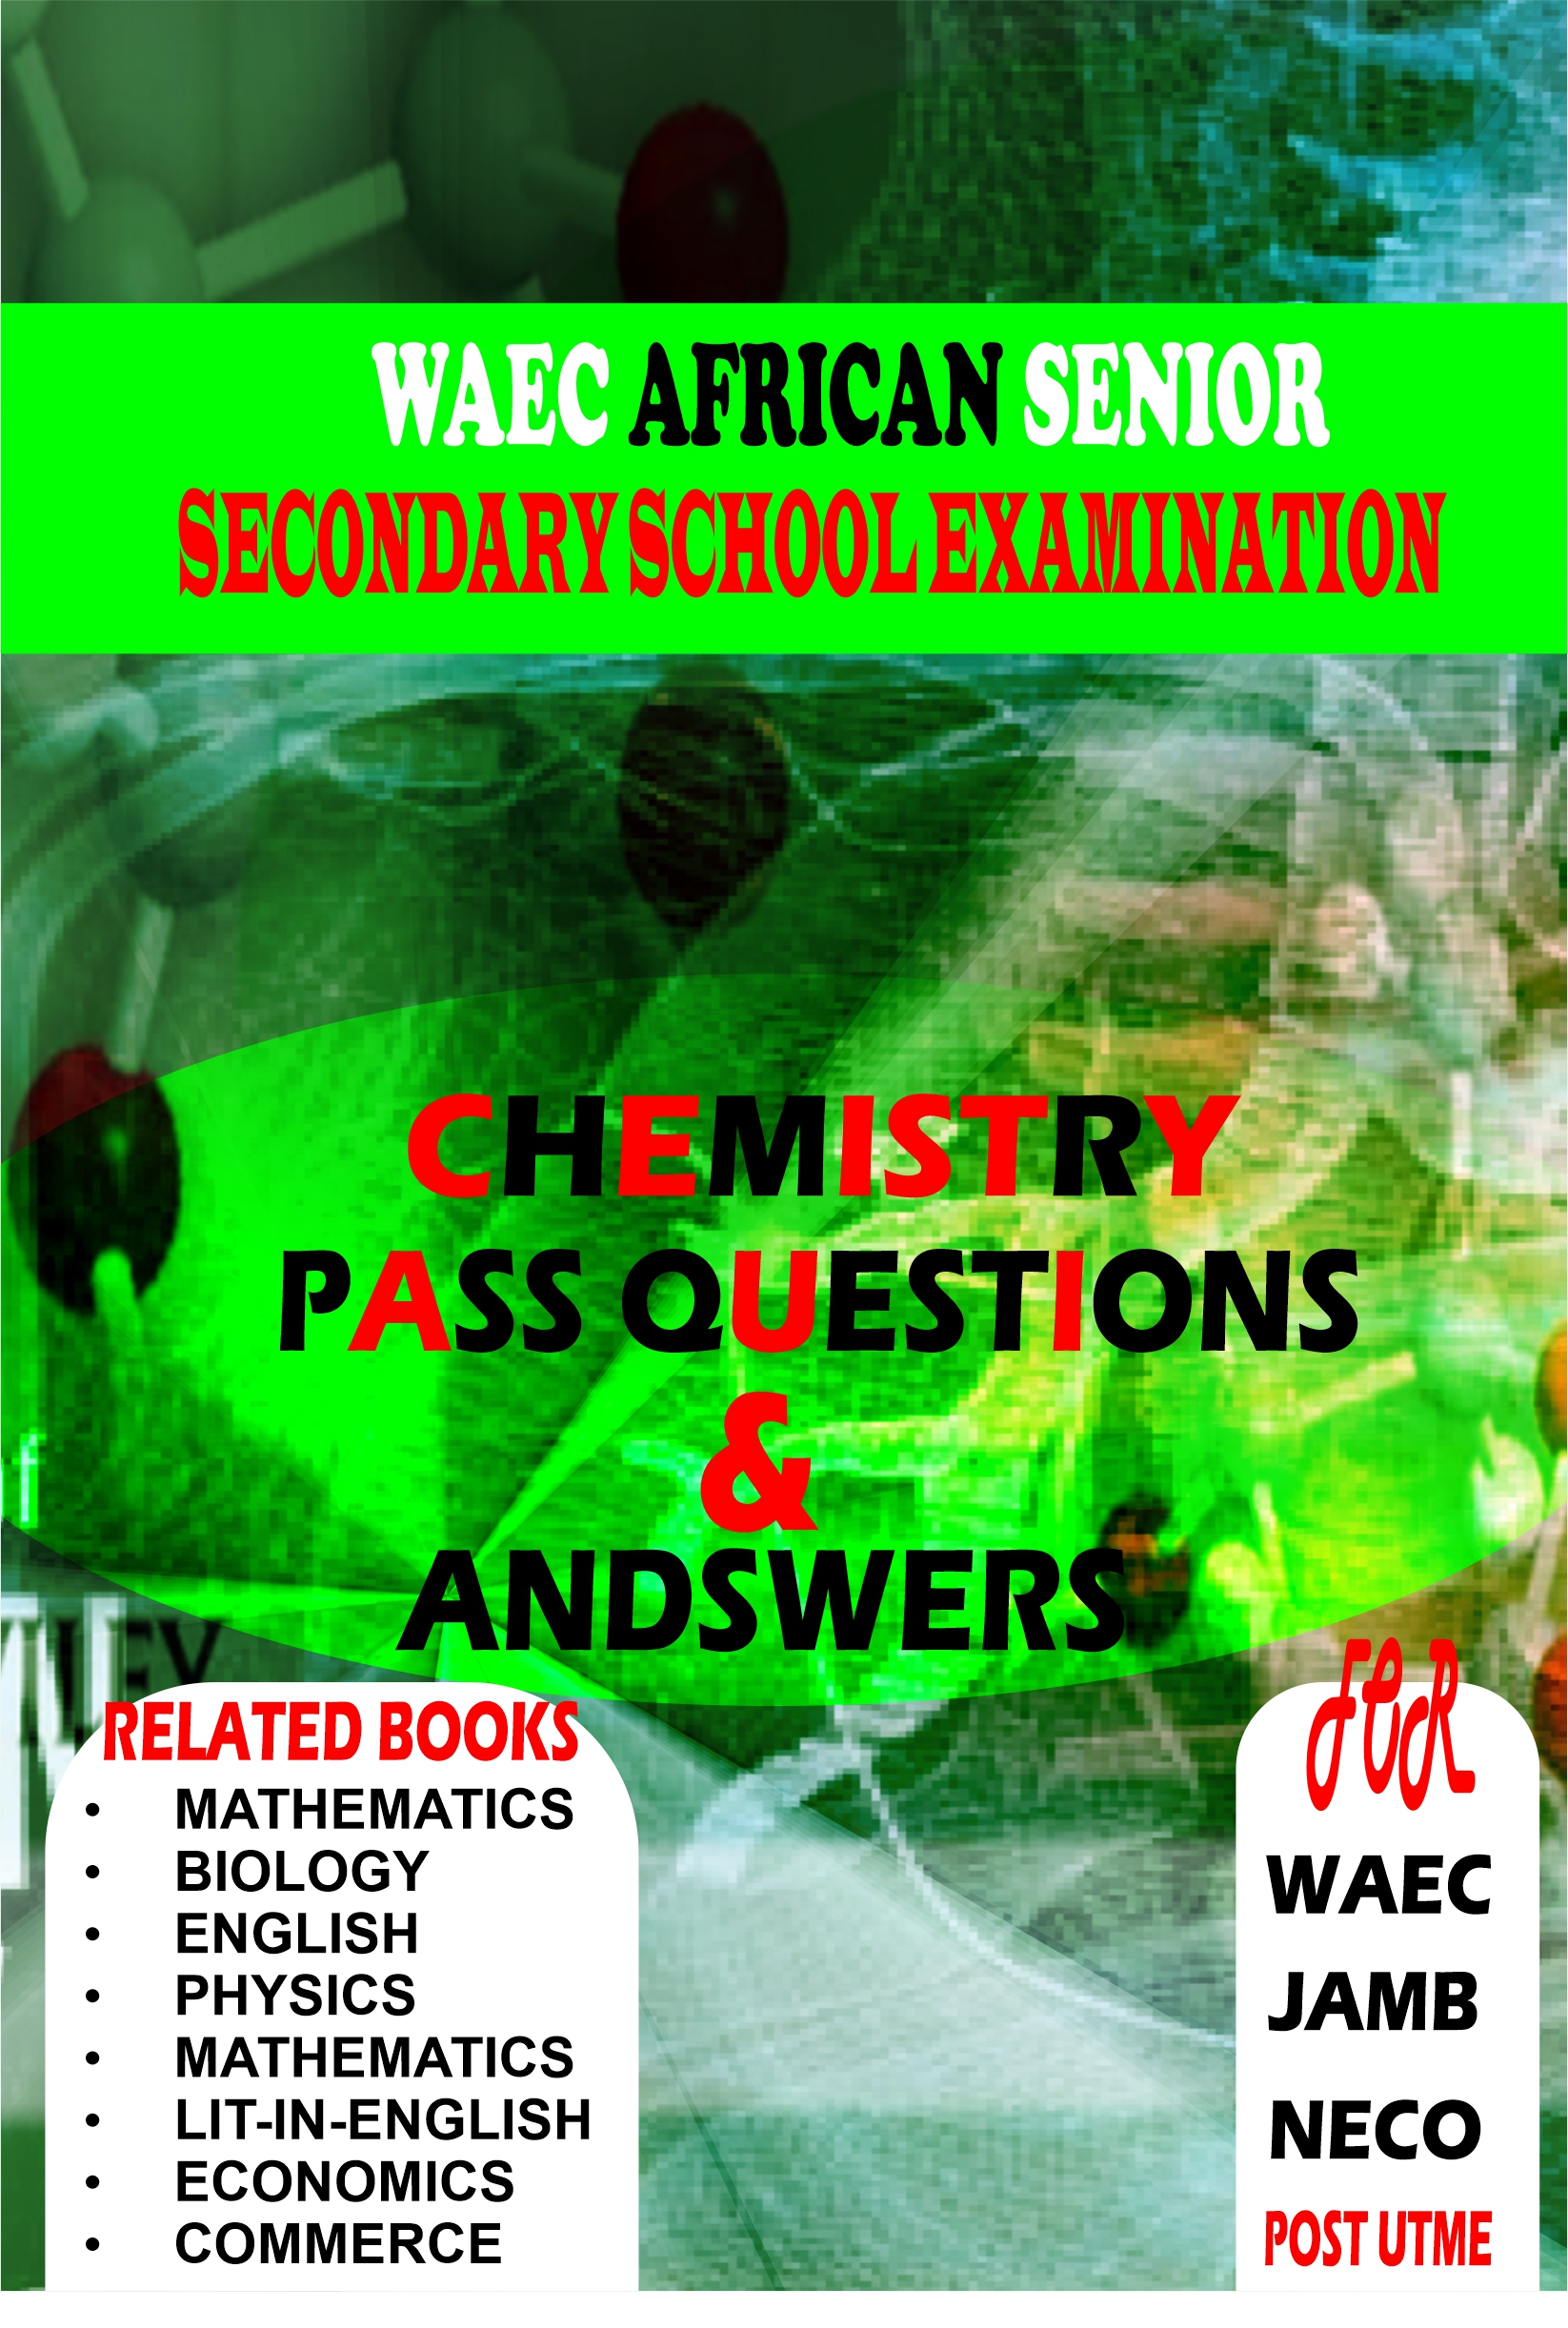 WAEC AFRICAN SENIOR
SECONDARY SCHOOL EXAMINATION
CHEMISTRY
PASS QUESTIONS
&
ANDSWERS
RELATED BOOKS
• MATHEMATICS
• BIOLOGY
• ENGLISH
• PHYSICS
• MATHEMATICS
• LIT-IN-ENGLISH
• ECONOMICS
• COMMERCE
FOR
WAEC
JAMB
NECO
POST UTME